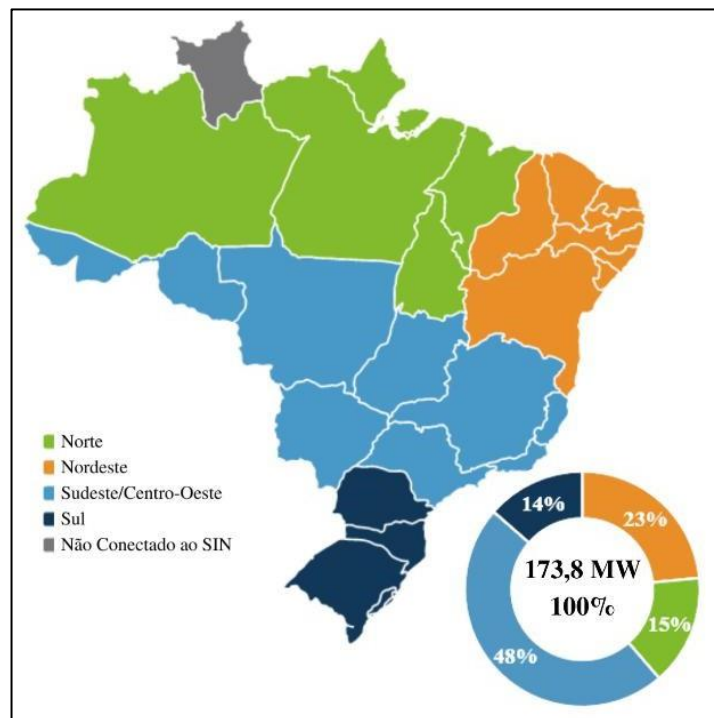 Norte
Nordeste
Sudeste/Centro-Oeste
Sul
Não Conectado ao SIN
14%
23%
173,8 MW
100%
15%
48%